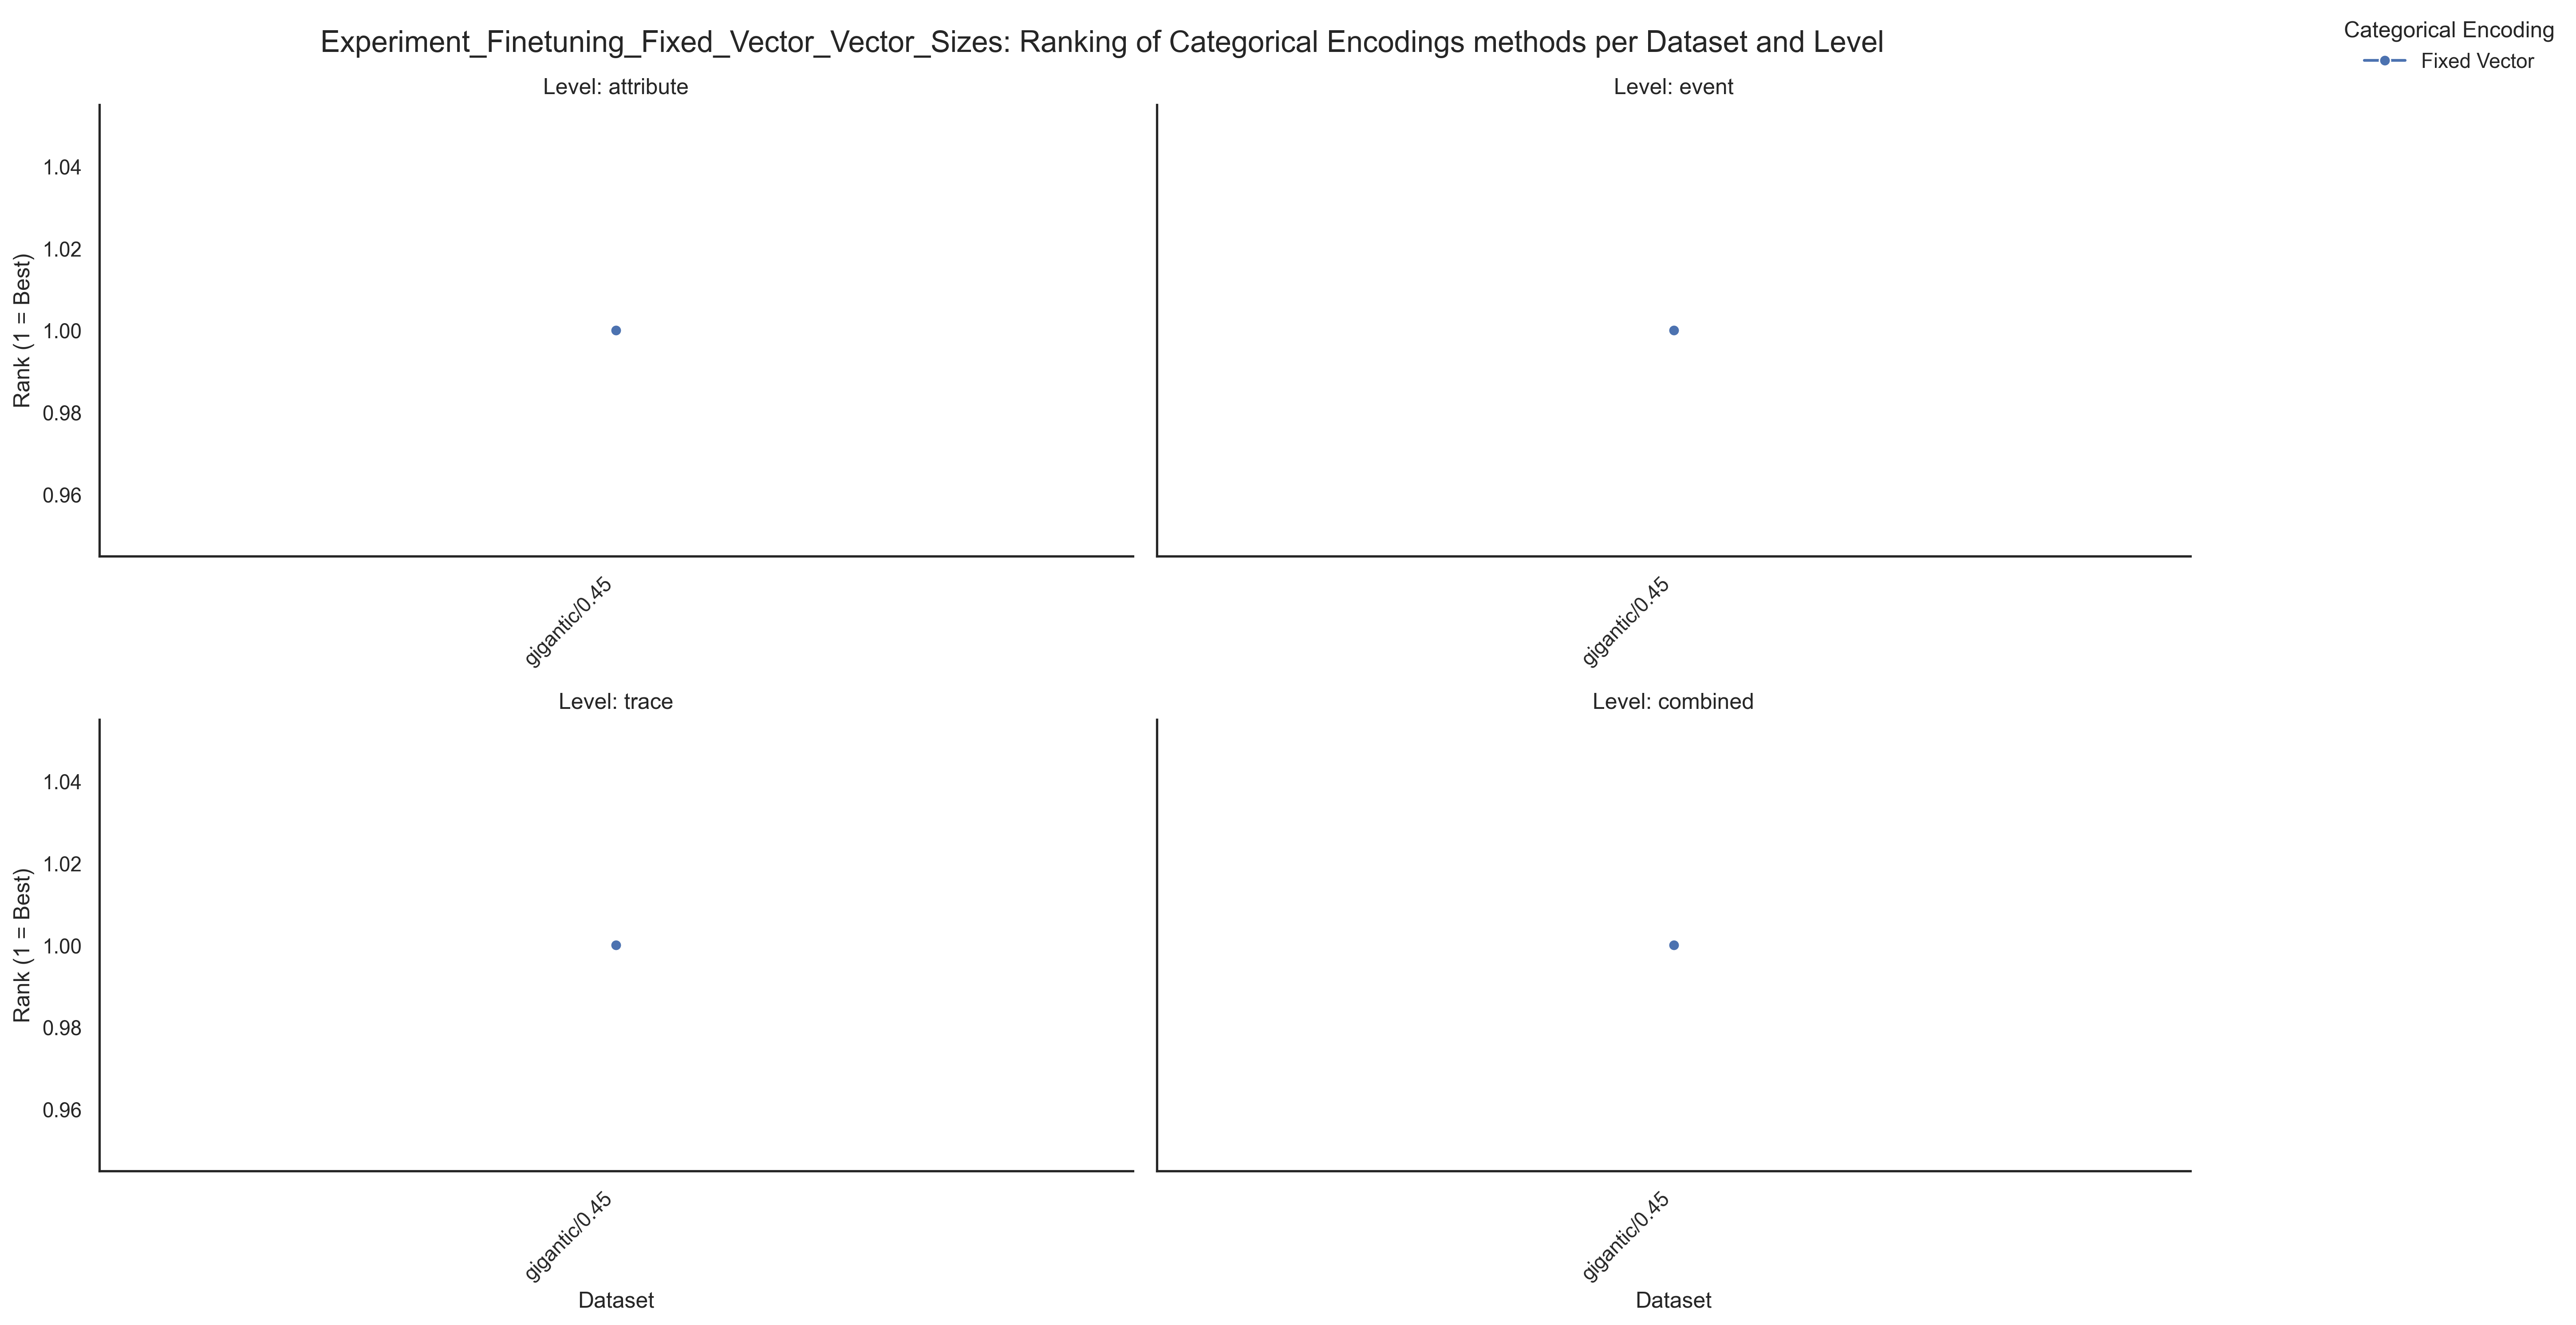 Experiment_Finetuning_Fixed_Vector_Vector_Sizes: Ranking of Categorical Encodings methods per Dataset and Level
Categorical Encoding
Fixed Vector
Level: attribute
Rank (1 = Best)
1.04
1.02
1.00
0.98
0.96
gigantic/0.45
Level: event
gigantic/0.45
Level: trace
Rank (1 = Best)
1.04
1.02
1.00
0.98
0.96
gigantic/0.45
Dataset
Level: combined
gigantic/0.45
Dataset